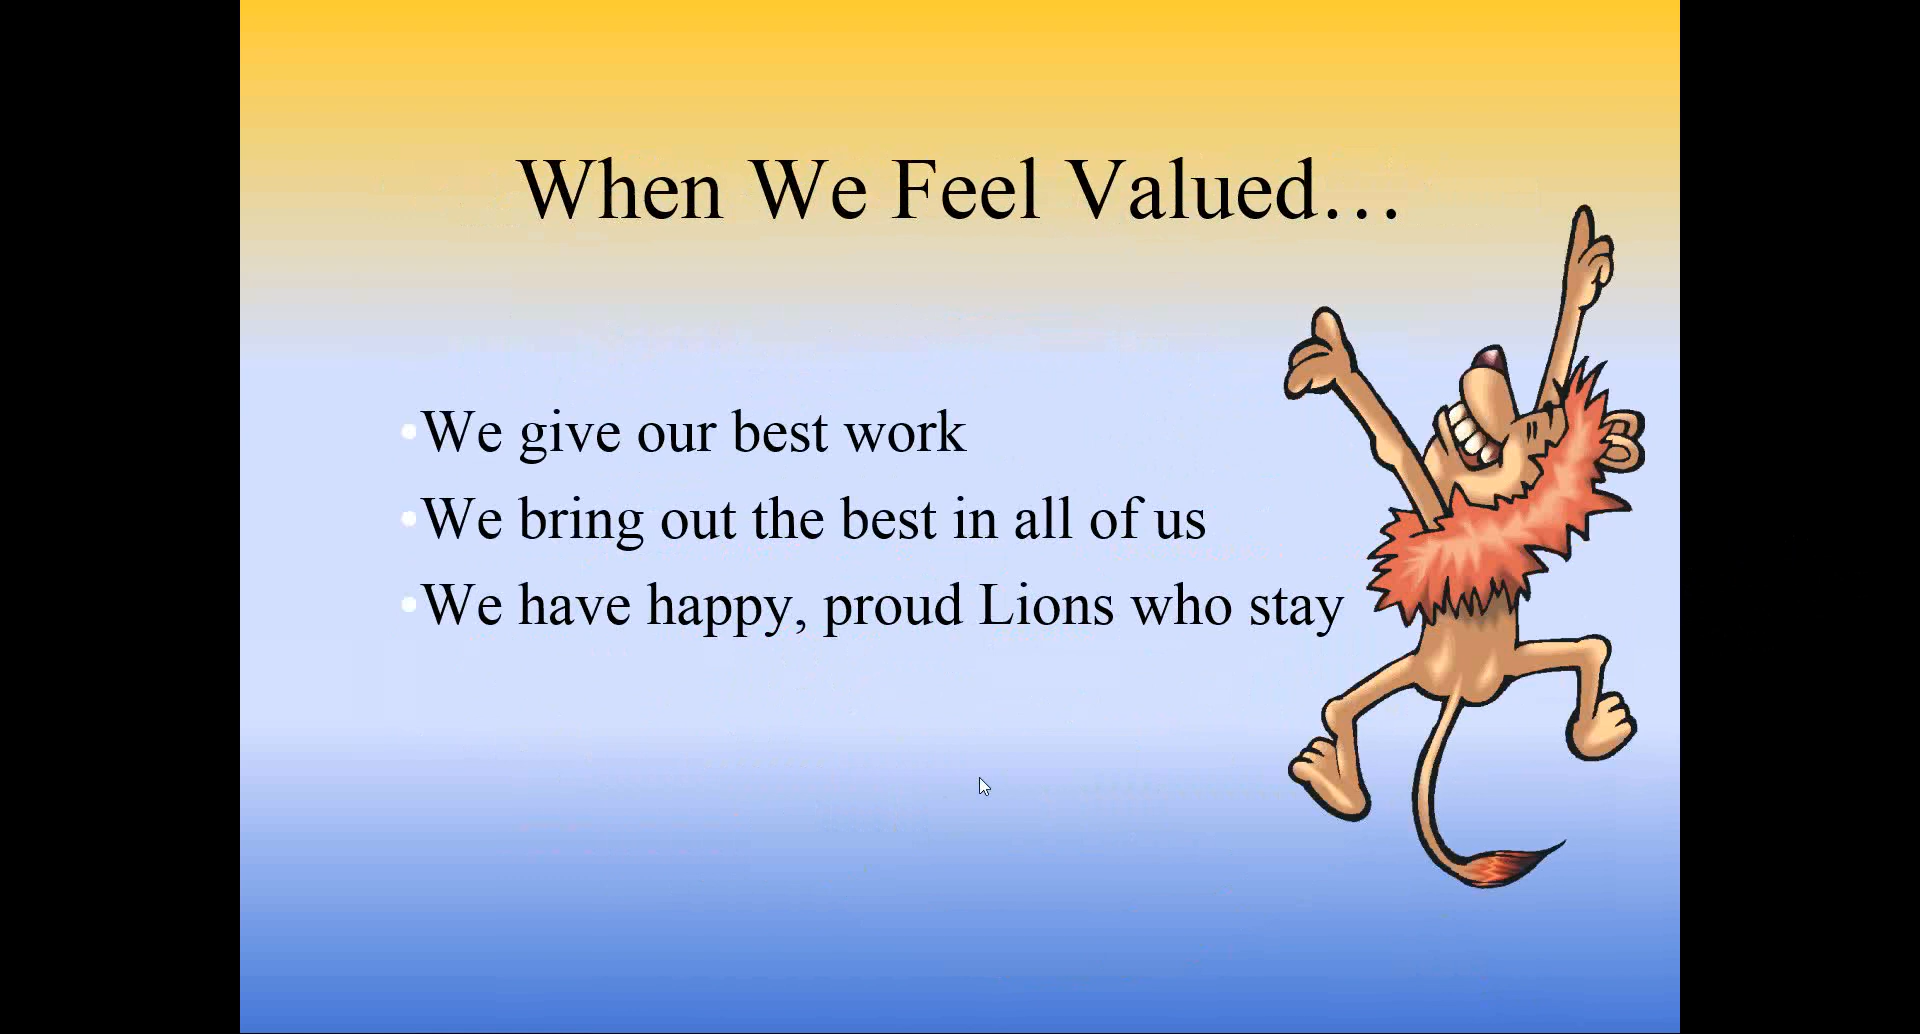 When We Feel Valued…
•We give our best work
•We bring out the best in all of us
•We have happy, proud Lions who stay